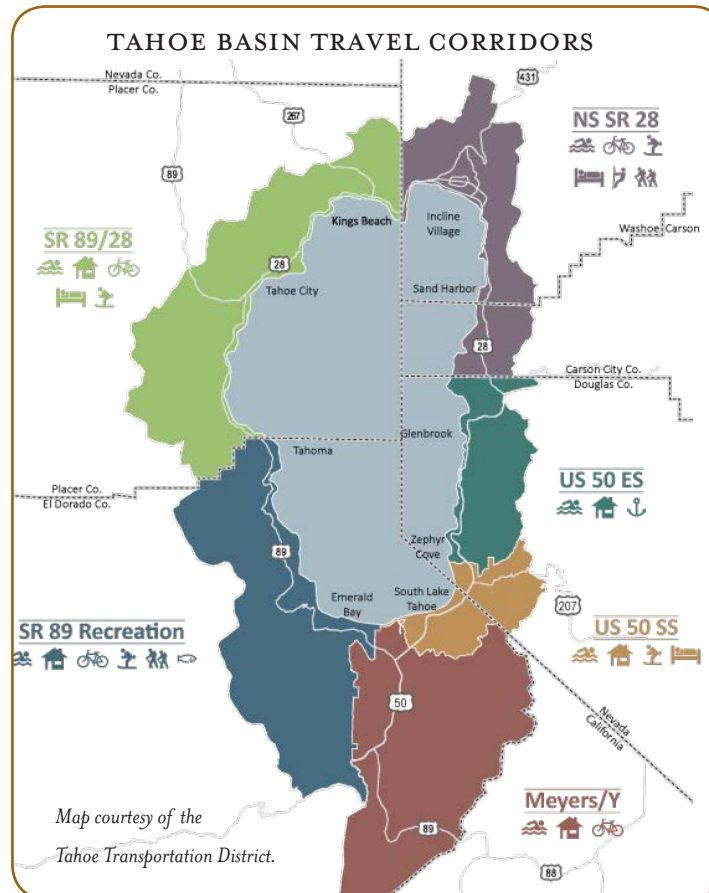 TAHOE BASIN TRAVEL CORRIDORS
Nevada Co.
Placer Co.
431
267
89
NS SR 28
Kings Beach
Incline
Village
Washoe
Carson
SR 89/28
28
Tahoe City
Sand Harbor
28
Carson City Co.
Douglas Co.
Glenbrook
Tahoma
Placer Co.
El Dorado Co.
US 50 ES
89
Zephyr
Cove
Emerald
Bay
South Lake
Tahoe
207
SR 89 Recreation
US 50 SS
50
Nevada
California
Meyers/Y
Map courtesy of the
Tahoe Transportation District.
89
88